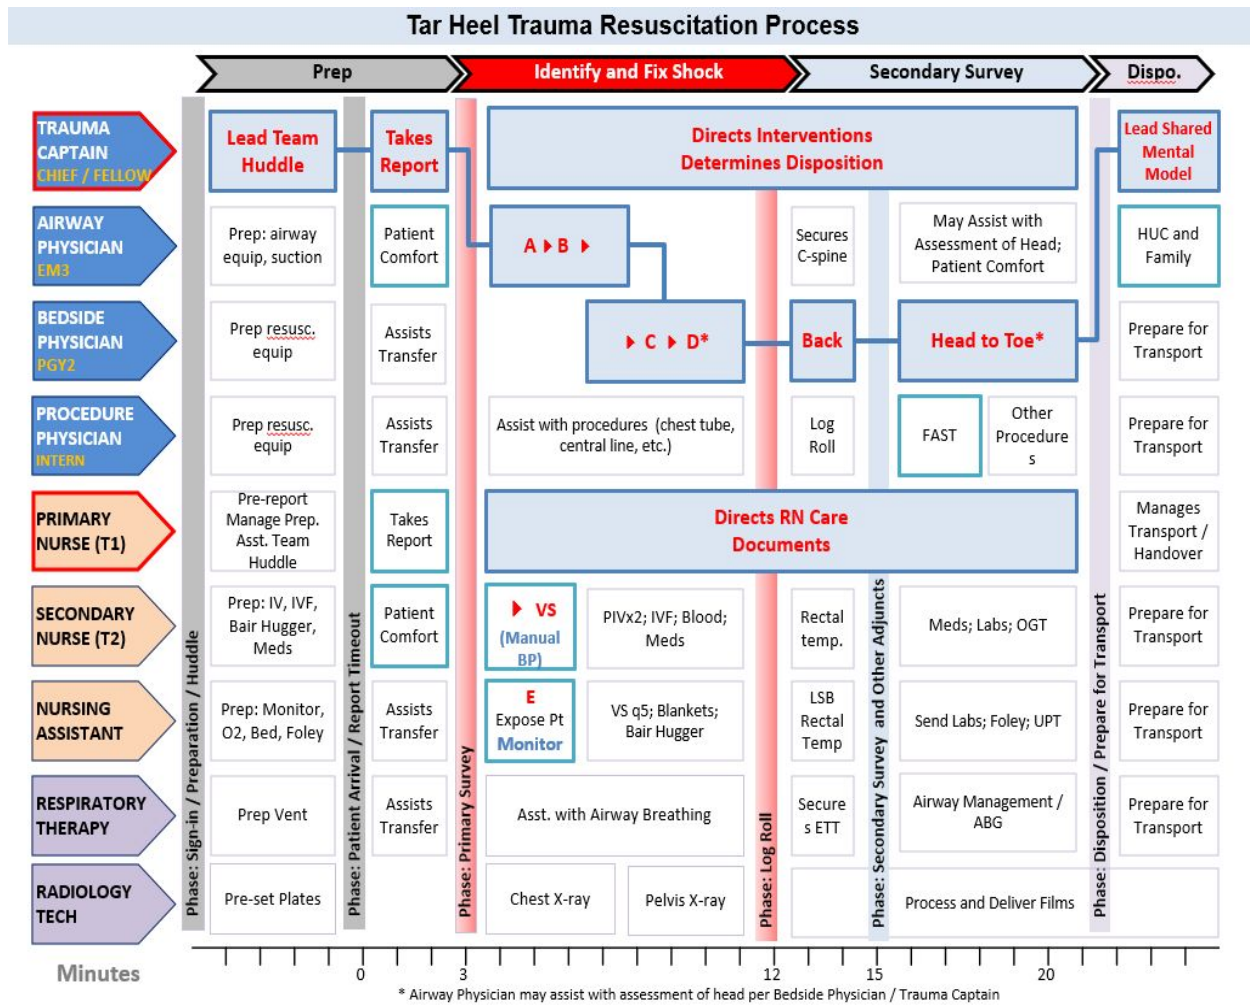 Tar Heel Trauma Resuscitation Process
Prep
Identify and Fix Shock
Secondary Survey
Dispo.
TRAUMA
CAPTAIN
CHIEF / FELLOW
Lead Team
Huddle
Takes
Report
Directs Interventions
Determines Disposition
Lead Shared
Mental
Model
AIRWAY
PHYSICIAN
EM3
Prep: airway
equip, suction
Patient
Comfort
A ▸ B ▸
Secures
C-spine
May Assist with
Assessment of Head;
Patient Comfort
HUC and
Family
BEDSIDE
PHYSICIAN
PGY2
Prep resusc.
equip
Assists
Transfer
▸ C ▸ D*
Back
Head to Toe*
Prepare for
Transport
PROCEDURE
PHYSICIAN
INTERN
Prep resusc.
equip
Assists
Transfer
Assist with procedures (chest tube,
central line, etc.)
Log
Roll
FAST
Other
Procedure
s
Prepare for
Transport
PRIMARY
NURSE (T1)
Pre-report
Manage Prep.
Asst. Team
Huddle
Takes
Report
Directs RN Care
Documents
Manages
Transport /
Handover
SECONDARY
NURSE (T2)
Prep: IV, IVF,
Bair Hugger,
Meds
Patient
Comfort
▸ VS
(Manual
BP)
PIVx2; IVF; Blood;
Meds
Rectal
temp.
Meds; Labs; OGT
Prepare for
Transport
NURSING
ASSISTANT
Prep: Monitor,
O2, Bed, Foley
Assists
Transfer
E
Expose Pt
Monitor
VS q5; Blankets;
Bair Hugger
LSB
Rectal
Temp
Send Labs; Foley; UPT
Prepare for
Transport
RESPIRATORY
THERAPY
Prep Vent
Assists
Transfer
Asst. with Airway Breathing
Secure
s ETT
Airway Management /
ABG
Prepare for
Transport
RADIOLOGY
TECH
Pre-set Plates
Chest X-ray
Pelvis X-ray
Process and Deliver Films
Phase: Sign-in / Preparation / Huddle
Phase: Patient Arrival / Report Timeout
Phase: Primary Survey
Phase: Log Roll
Phase: Secondary Survey and Other Adjuncts
Phase: Disposition / Prepare for Transport
Minutes
0
3
12
15
20
* Airway Physician may assist with assessment of head per Bedside Physician / Trauma Captain